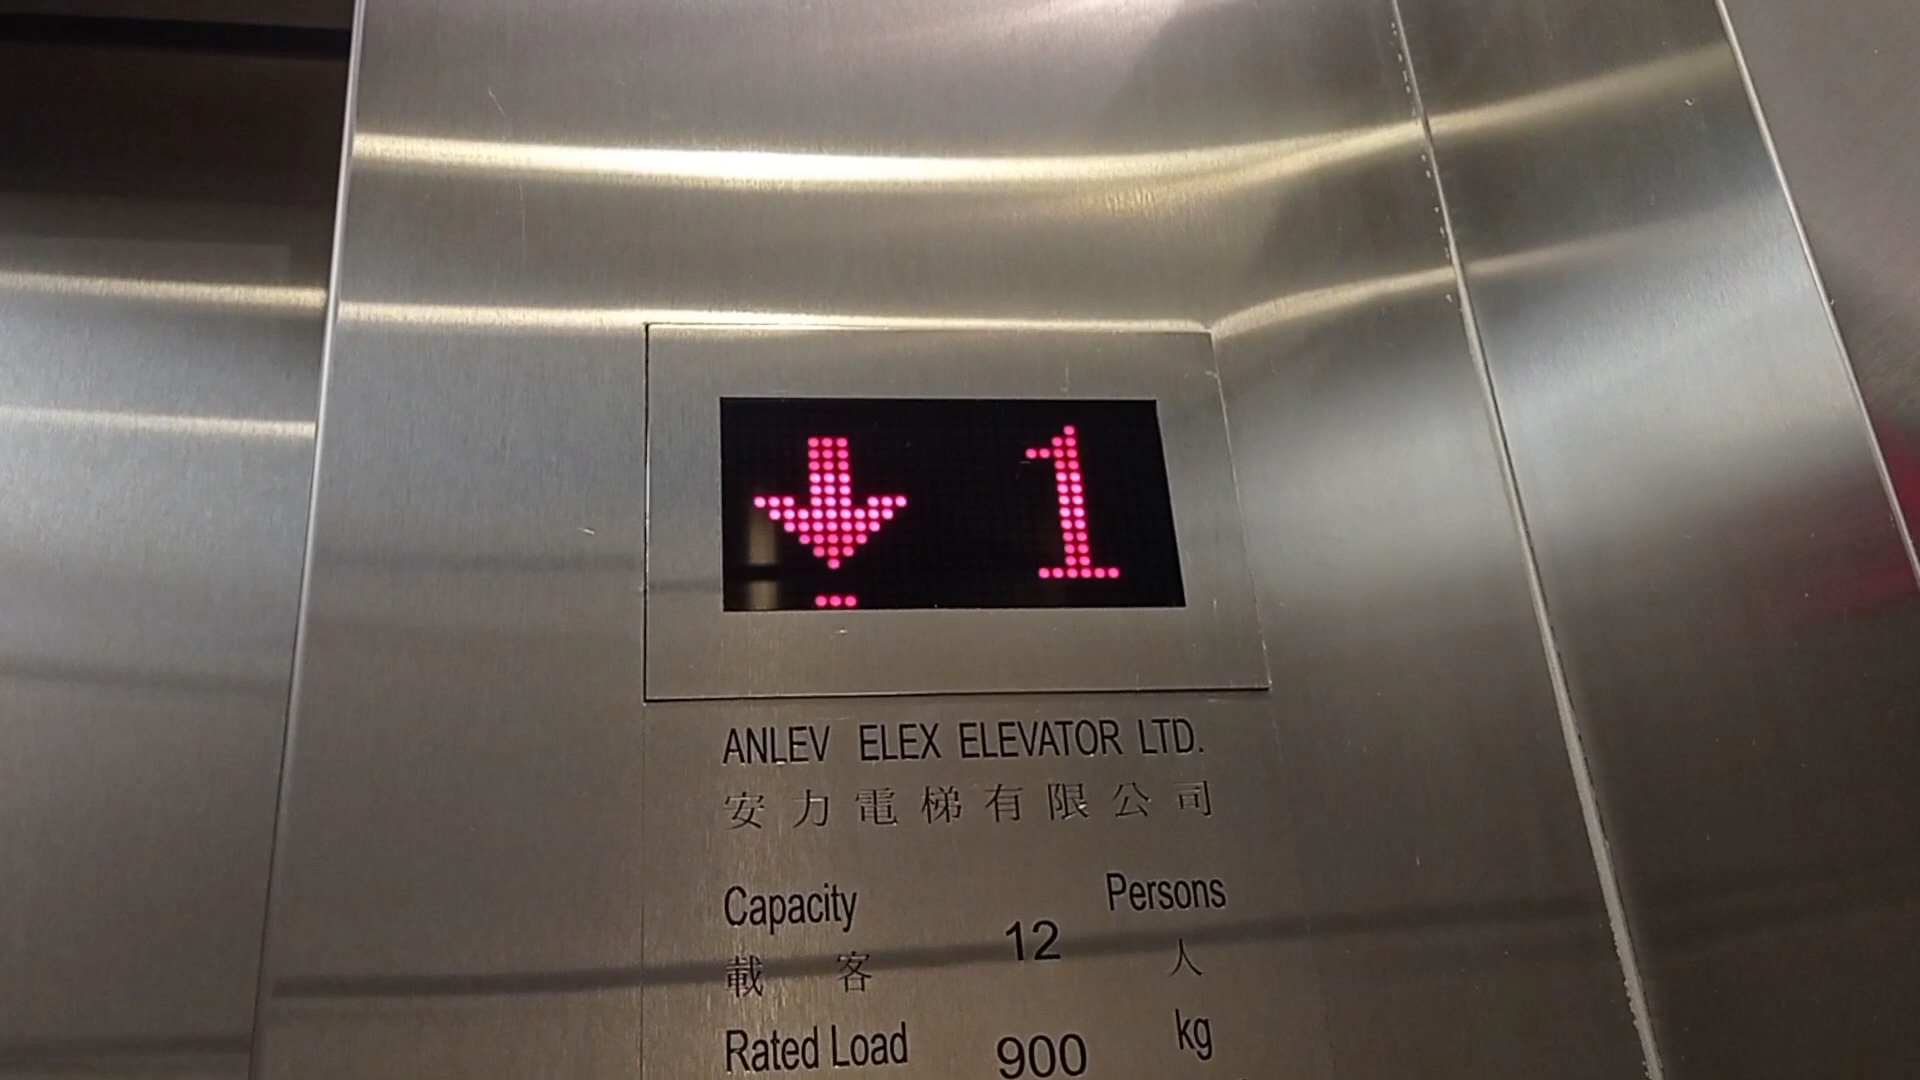 1
ANLEV ELEX ELEVATOR LTD.
安力電梯有限公司
Capacity 12 Persons
載客 人
Rated Load 900 kg